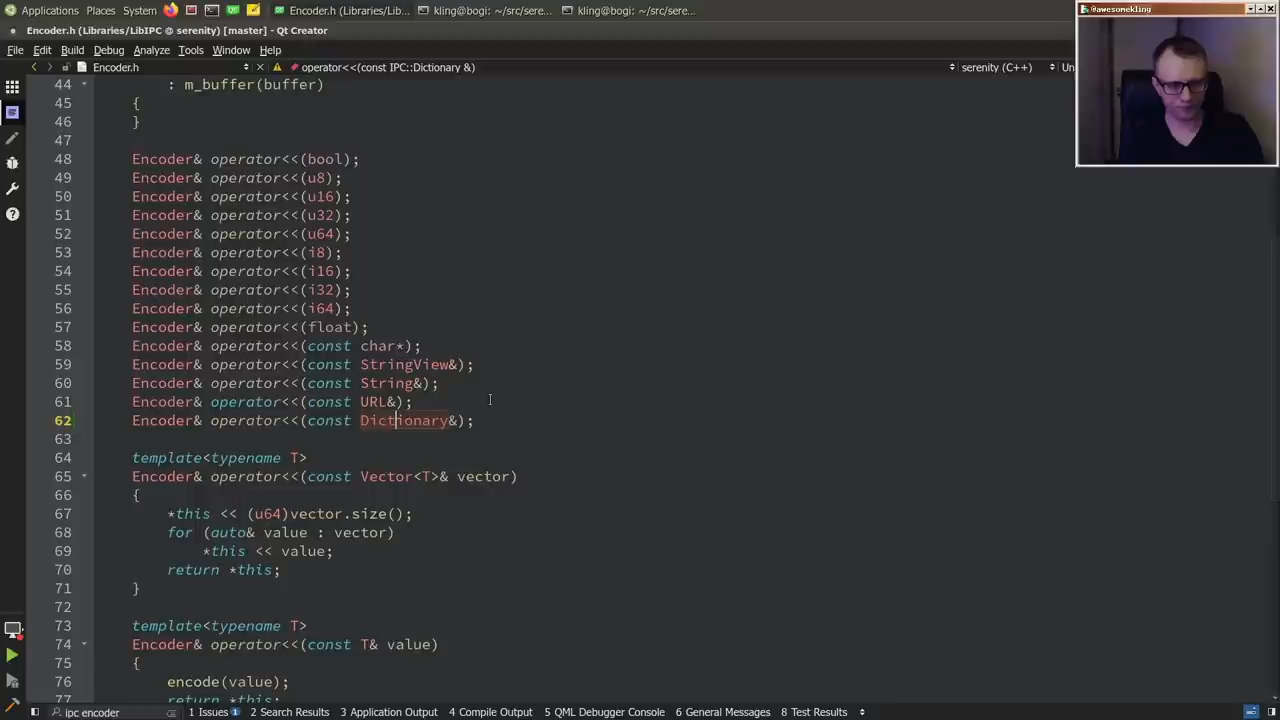 Applications Places System Encoder.h (Libraries/Lib... kling@bogi: ~/src/sere... kling@bogi: ~/src/sere...
@awesomekling
Encoder.h (Libraries/LibIPC @ serenity) [master] - Qt Creator
File Edit Build Debug Analyze Tools Window Help
Encoder.h operator<<(const IPC::Dictionary &) serenity (C++) Un
44 : m_buffer(buffer)
45 {
46 }
47
48 Encoder& operator<<(bool);
49 Encoder& operator<<(u8);
50 Encoder& operator<<(u16);
51 Encoder& operator<<(u32);
52 Encoder& operator<<(u64);
53 Encoder& operator<<(i8);
54 Encoder& operator<<(i16);
55 Encoder& operator<<(i32);
56 Encoder& operator<<(i64);
57 Encoder& operator<<(float);
58 Encoder& operator<<(const char*);
59 Encoder& operator<<(const StringView&);
60 Encoder& operator<<(const String&);
61 Encoder& operator<<(const URL&);
62 Encoder& operator<<(const Dictionary&);
63
64 template<typename T>
65 Encoder& operator<<(const Vector<T>& vector)
66 {
67 *this << (u64)vector.size();
68 for (auto& value : vector)
69 *this << value;
70 return *this;
71 }
72
73 template<typename T>
74 Encoder& operator<<(const T& value)
75 {
76 encode(value);
77 return *this;
ipc encoder 1 Issues 1 2 Search Results 3 Application Output 4 Compile Output 5 QML Debugger Console 6 General Messages 8 Test Results